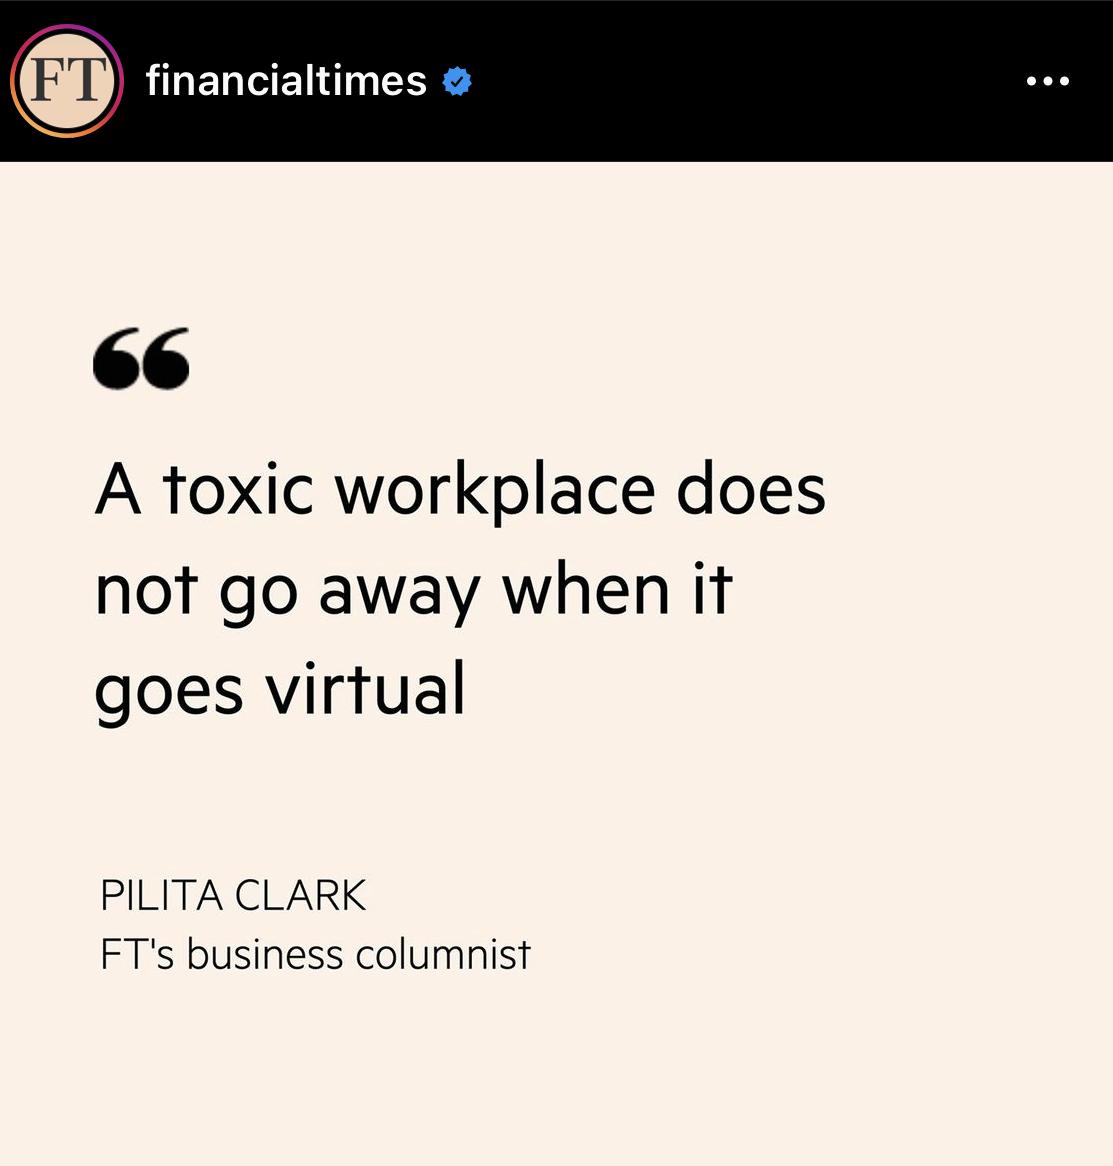 FT
financialtimes
“
A toxic workplace does
not go away when it
goes virtual
PILITA CLARK
FT's business columnist